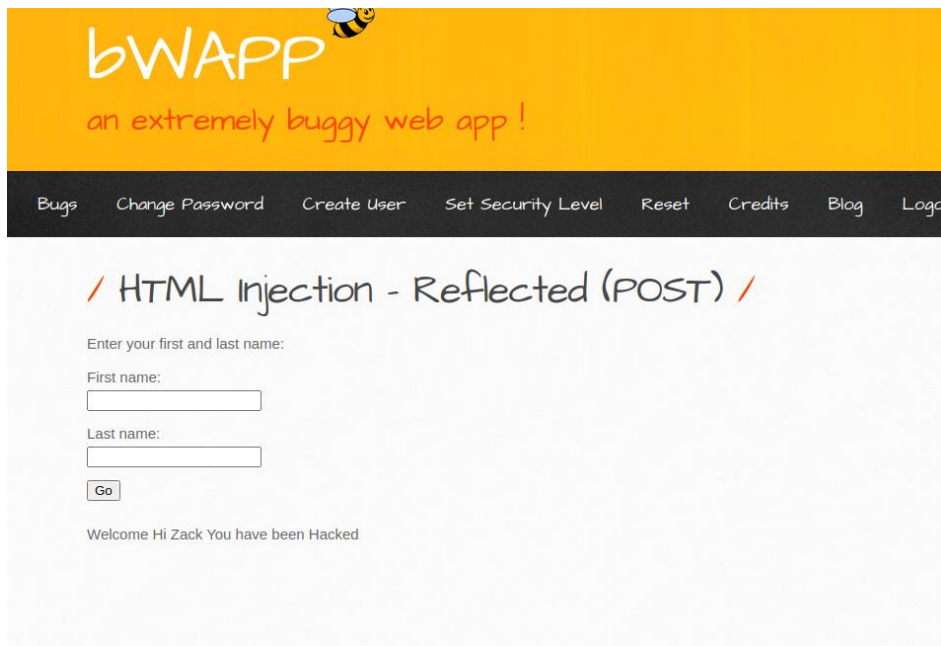 bWAPP
an extremely buggy web app !
Bugs Change Password Create User Set Security Level Reset Credits Blog
/ HTML Injection - Reflected (POST) /
Enter your first and last name:
First name:
Last name:
Go
Welcome Hi Zack You have been Hacked